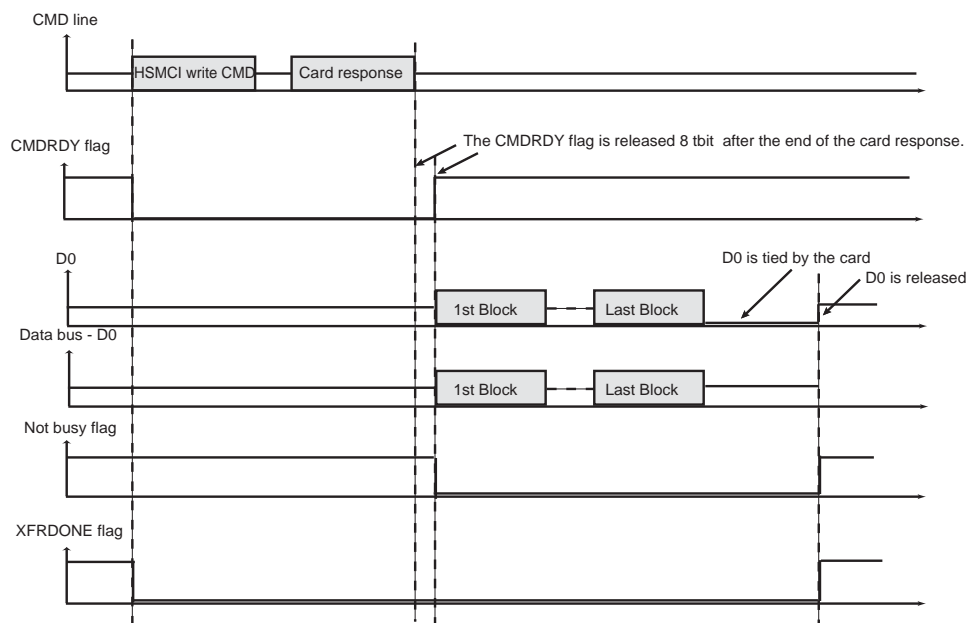 CMD line
HSMCI write CMD
Card response
The CMDRDY flag is released 8 tbit after the end of the card response.
CMDRDY flag
D0
D0 is tied by the card
D0 is released
1st Block
Last Block
Data bus - D0
1st Block
Last Block
Not busy flag
XFRDONE flag